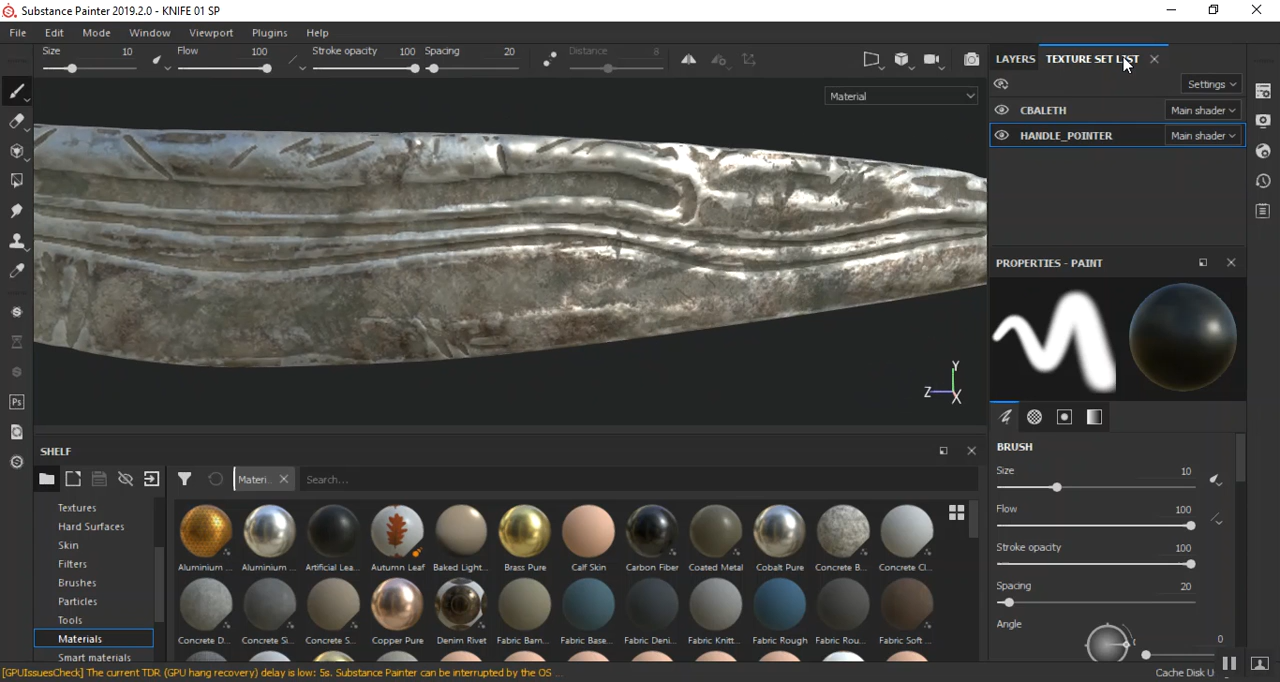 Substance Painter 2019.2.0 - KNIFE 01 SP
File Edit Mode Window Viewport Plugins Help
Size 10 Flow 100 Stroke opacity 100 Spacing 20 Distance 8
LAYERS TEXTURE SET LIST
Settings
Material
CBALETH Main shader
HANDLE_POINTER Main shader
PROPERTIES - PAINT
Y
Z
X
BRUSH
Size 10
Flow 100
Stroke opacity 100
Spacing 20
Angle 0
SHELF
Ps
Materi.. Search...
Textures
Hard Surfaces
Skin
Filters
Brushes
Particles
Tools
Materials
Smart materials
Aluminium ... Aluminium ... Artificial Lea... Autumn Leaf Baked Light... Brass Pure Calf Skin Carbon Fiber Coated Metal Cobalt Pure Concrete B... Concrete Cl...
Concrete D... Concrete Si... Concrete S... Copper Pure Denim Rivet Fabric Bam... Fabric Base... Fabric Deni... Fabric Knitt... Fabric Rough Fabric Rou... Fabric Soft ...
[GPUIssuesCheck] The current TDR (GPU hang recovery) delay is low: 5s. Substance Painter can be interrupted by the OS ...
Cache Disk U